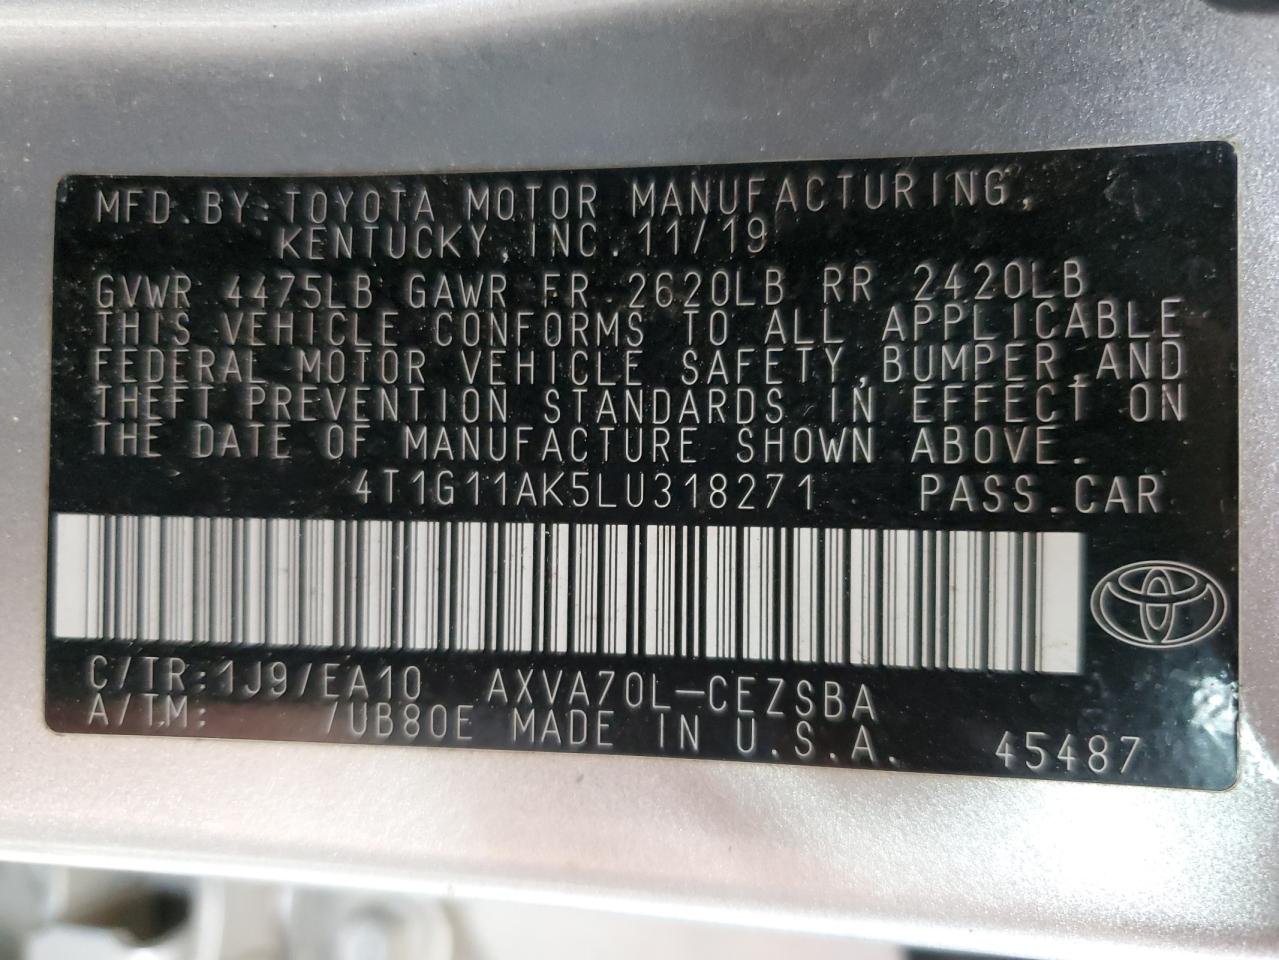 MFD.BY:TOYOTA MOTOR MANUFACTURING,
KENTUCKY,INC.11/19
GVWR 4475LB GAWR FR 2620LB RR 2420LB
THIS VEHICLE CONFORMS TO ALL APPLICABLE
FEDERAL MOTOR VEHICLE SAFETY,BUMPER,AND
THEFT PREVENTION STANDARDS IN EFFECT ON
THE DATE OF MANUFACTURE SHOWN ABOVE.
4T1G11AK5LU318271 PASS.CAR
C/TR:1J9/EA10 AXVA70L-CEZSBA
A/TM: /UB80E MADE IN U.S.A. 45487